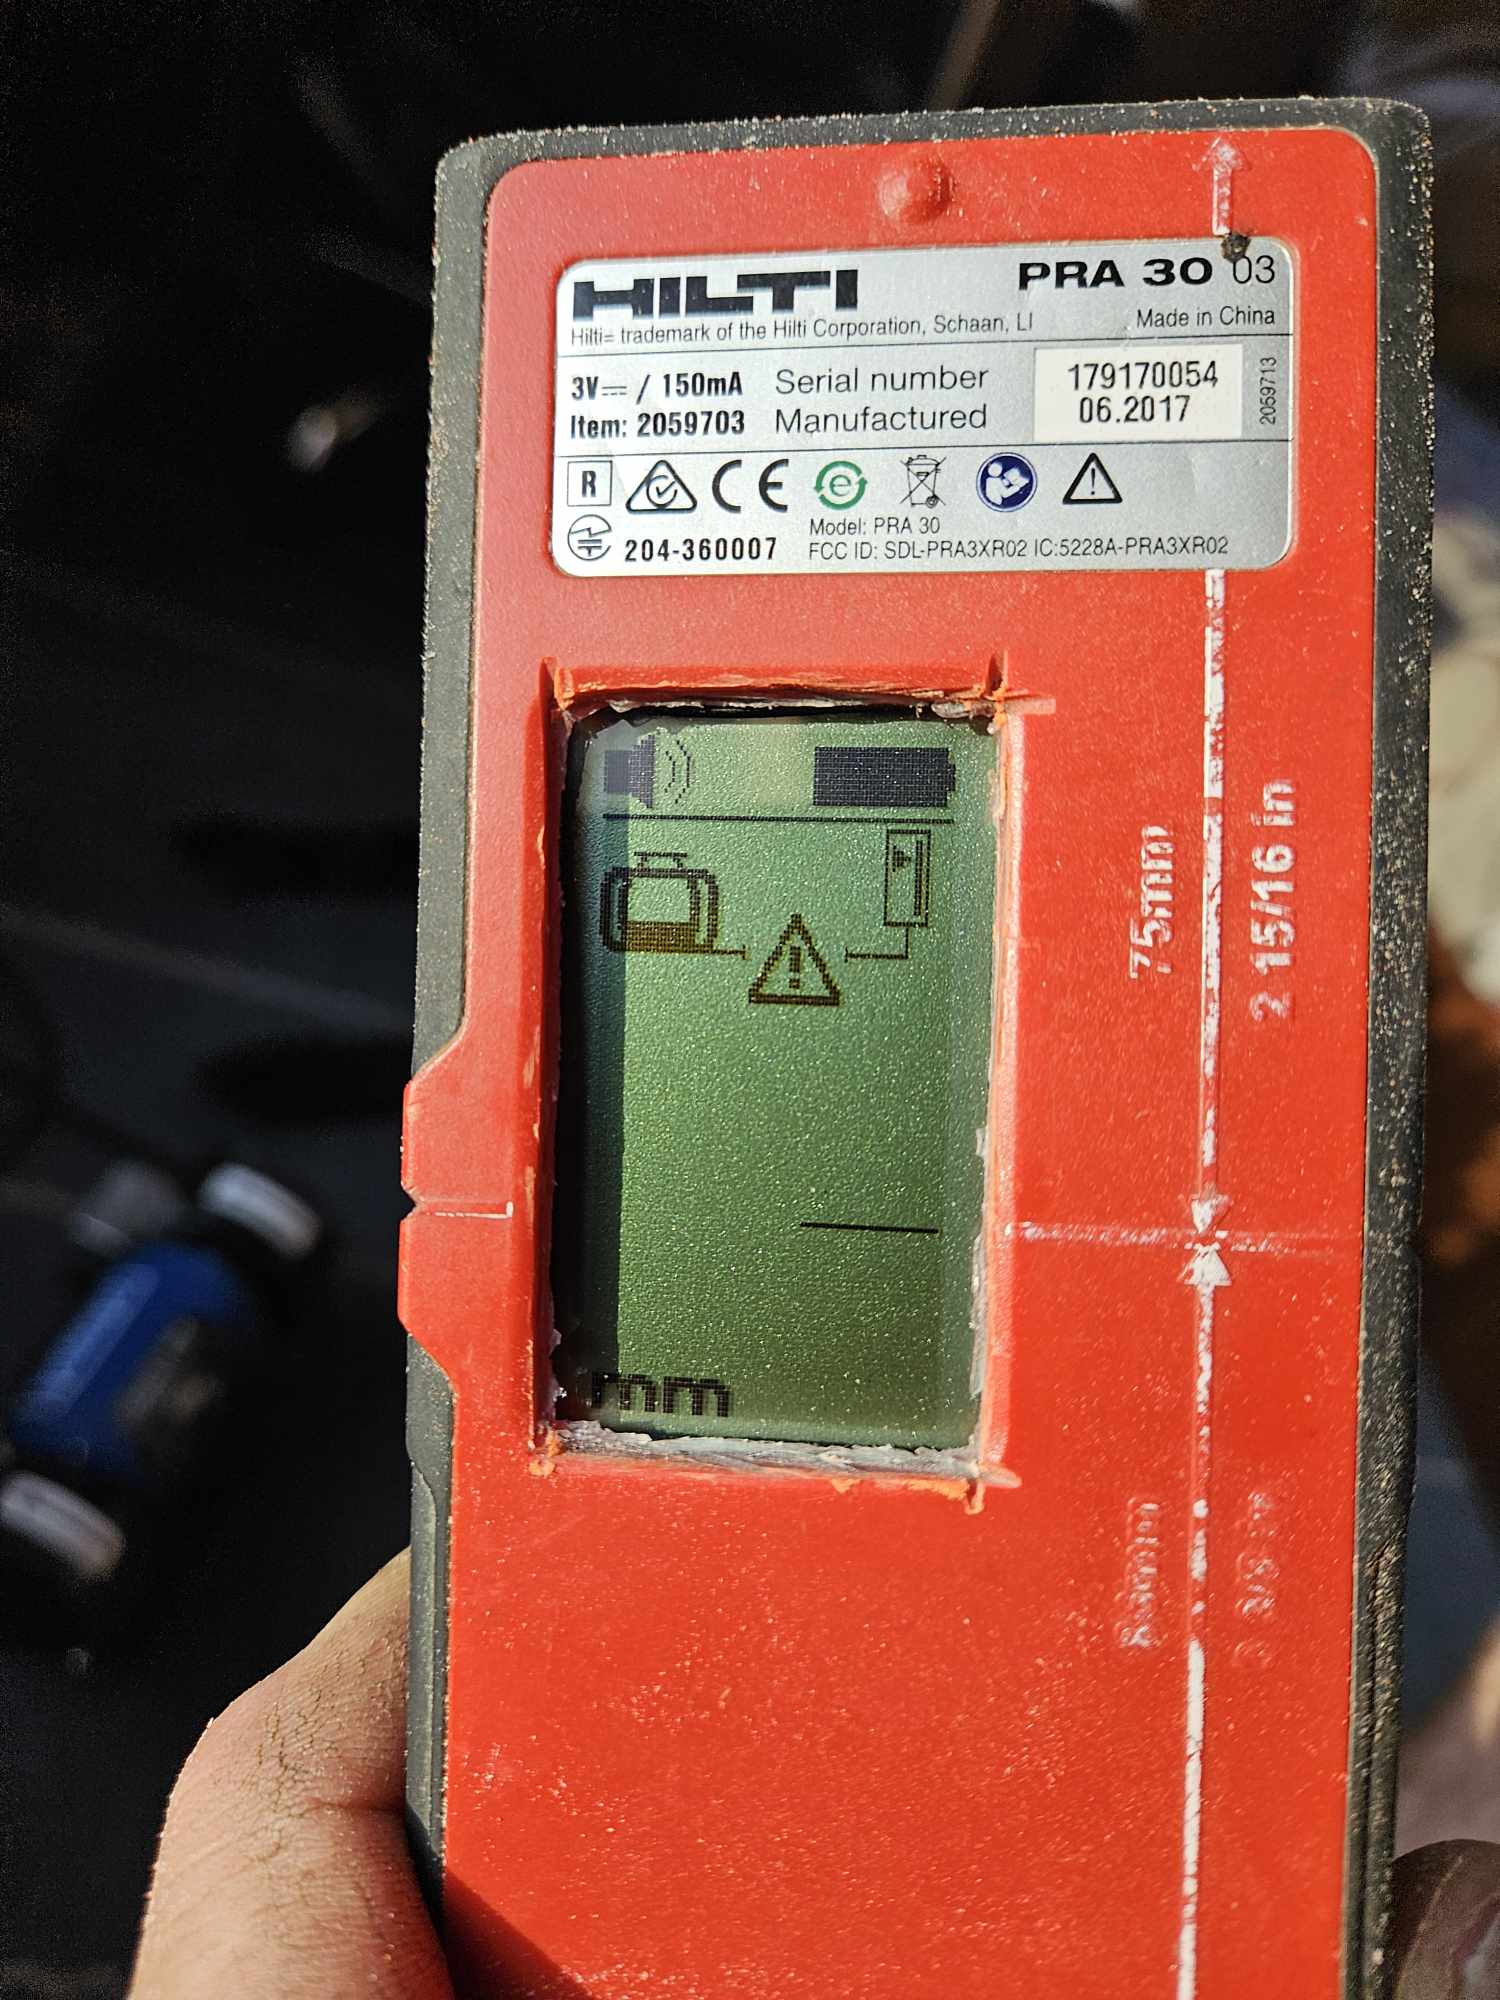 HILTI PRA 30 03
Hilti= trademark of the Hilti Corporation, Schaan, LI Made in China
3V⎓ / 150mA Serial number 179170054
Item: 2059703 Manufactured 06.2017
2059713
R CE e
Model: PRA 30
204-360007 FCC ID: SDL-PRA3XR02 IC:5228A-PRA3XR02
75mm
2 15/16 in
mm